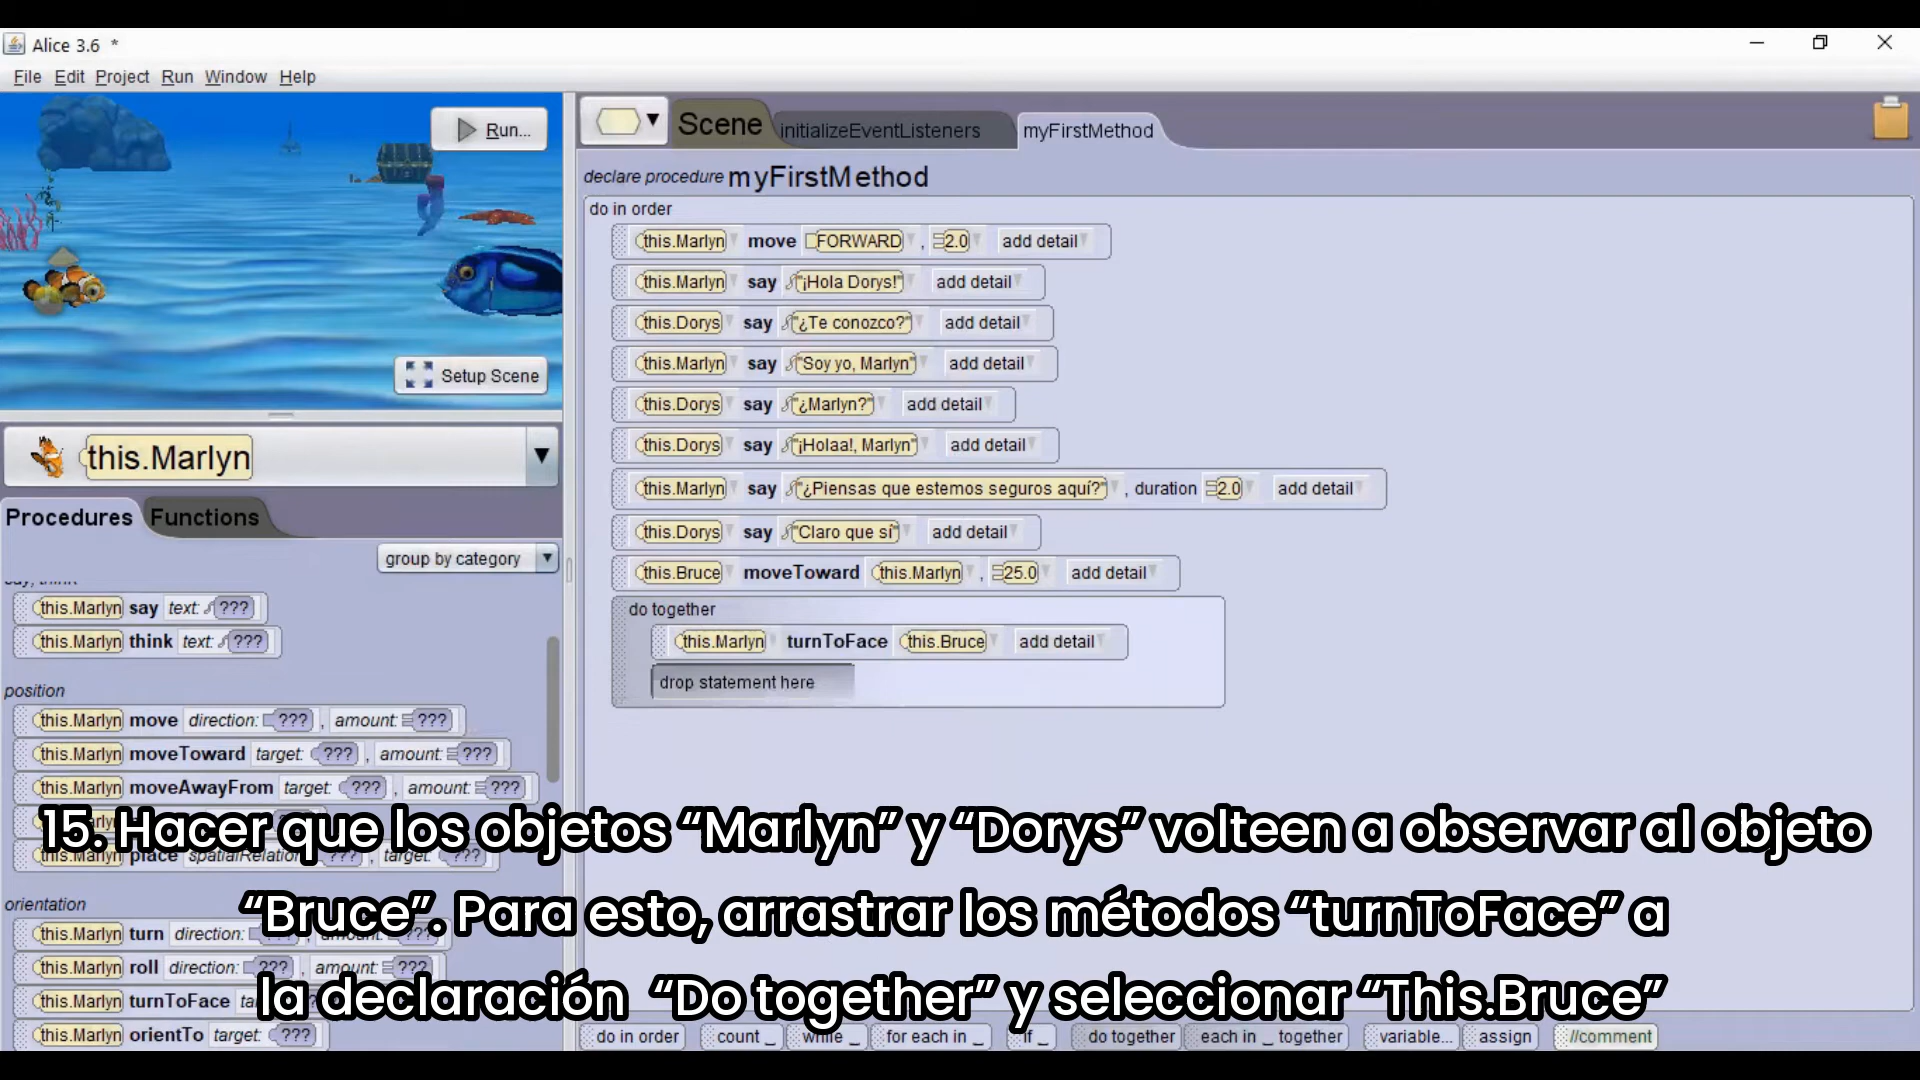 Alice 3.6 *
File Edit Project Run Window Help
Run...
Setup Scene
this.Marlyn
Procedures Functions
group by category
this.Marlyn say text: ???
this.Marlyn think text: ???
position
this.Marlyn move direction: ??? , amount: ???
this.Marlyn moveToward target: ??? , amount: ???
this.Marlyn moveAwayFrom target: ??? , amount: ???
place spatialRelation: ??? , target: ???
orientation
this.Marlyn turn direction: ??? , amount: ???
this.Marlyn roll direction: ??? , amount: ???
this.Marlyn turnToFace
this.Marlyn orientTo target: ???
Scene initializeEventListeners myFirstMethod
declare procedure myFirstMethod
do in order
this.Marlyn move FORWARD , 2.0 add detail
this.Marlyn say "¡Hola Dorys!" add detail
this.Dorys say "¿Te conozco?" add detail
this.Marlyn say "Soy yo, Marlyn" add detail
this.Dorys say "¿Marlyn?" add detail
this.Dorys say "¡Holaa!, Marlyn" add detail
this.Marlyn say "¿Piensas que estemos seguros aquí?" , duration 2.0 add detail
this.Dorys say "Claro que sí" add detail
this.Bruce moveToward this.Marlyn , 25.0 add detail
do together
this.Marlyn turnToFace this.Bruce add detail
drop statement here
15. Hacer que los objetos “Marlyn” y “Dorys” volteen a observar al objeto
“Bruce”. Para esto, arrastrar los métodos “turnToFace” a
la declaración “Do together” y seleccionar “This.Bruce”
do in order count _ while _ for each in _ if _ do together each in _ together variable... assign //comment